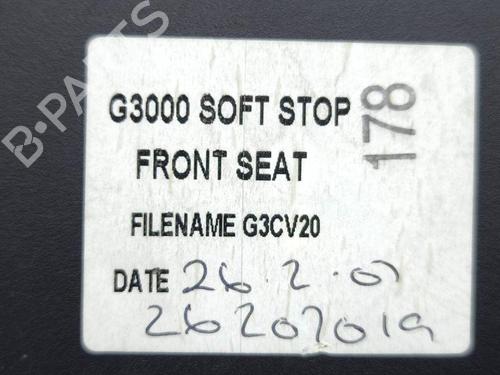 B-PARTS
G3000 SOFT STOP
FRONT SEAT
178
FILENAME G3CV20
DATE 26.2.07
26207019